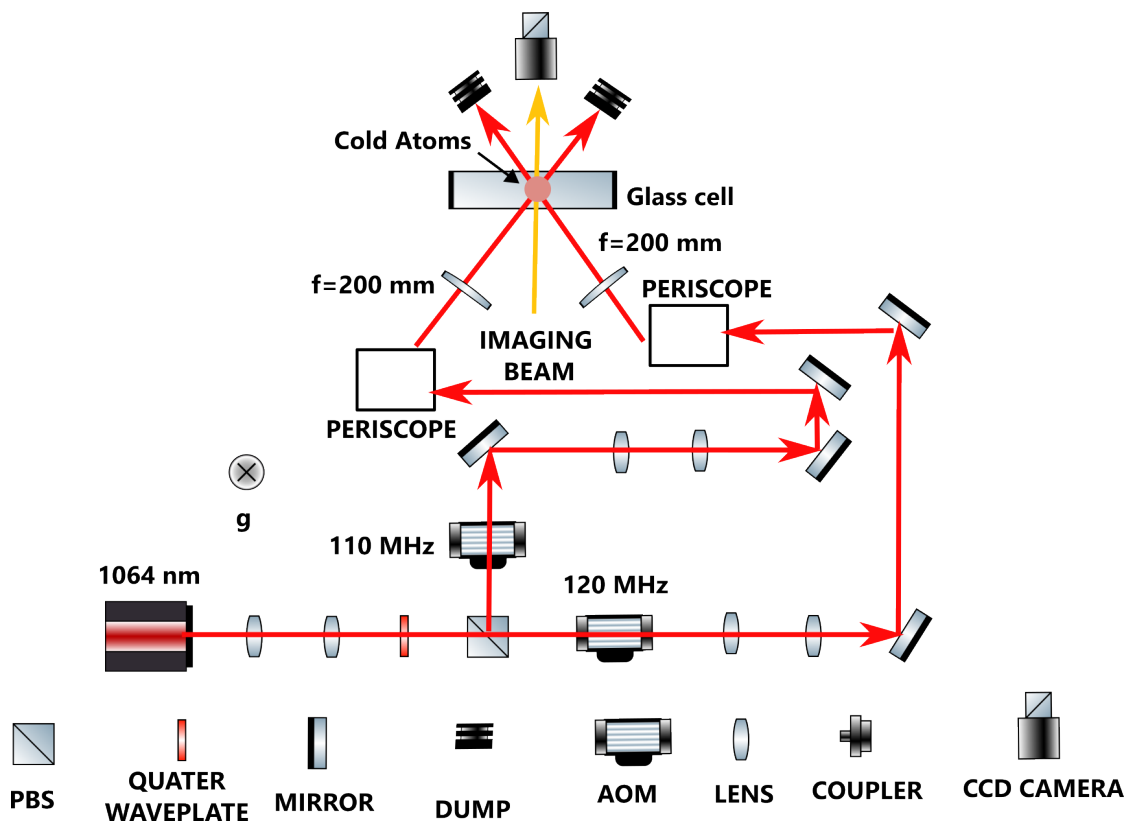 Cold Atoms
Glass cell
f=200 mm
f=200 mm
PERISCOPE
IMAGING
BEAM
PERISCOPE
g
110 MHz
1064 nm
120 MHz
PBS
QUATER
WAVEPLATE
MIRROR
DUMP
AOM
LENS
COUPLER
CCD CAMERA